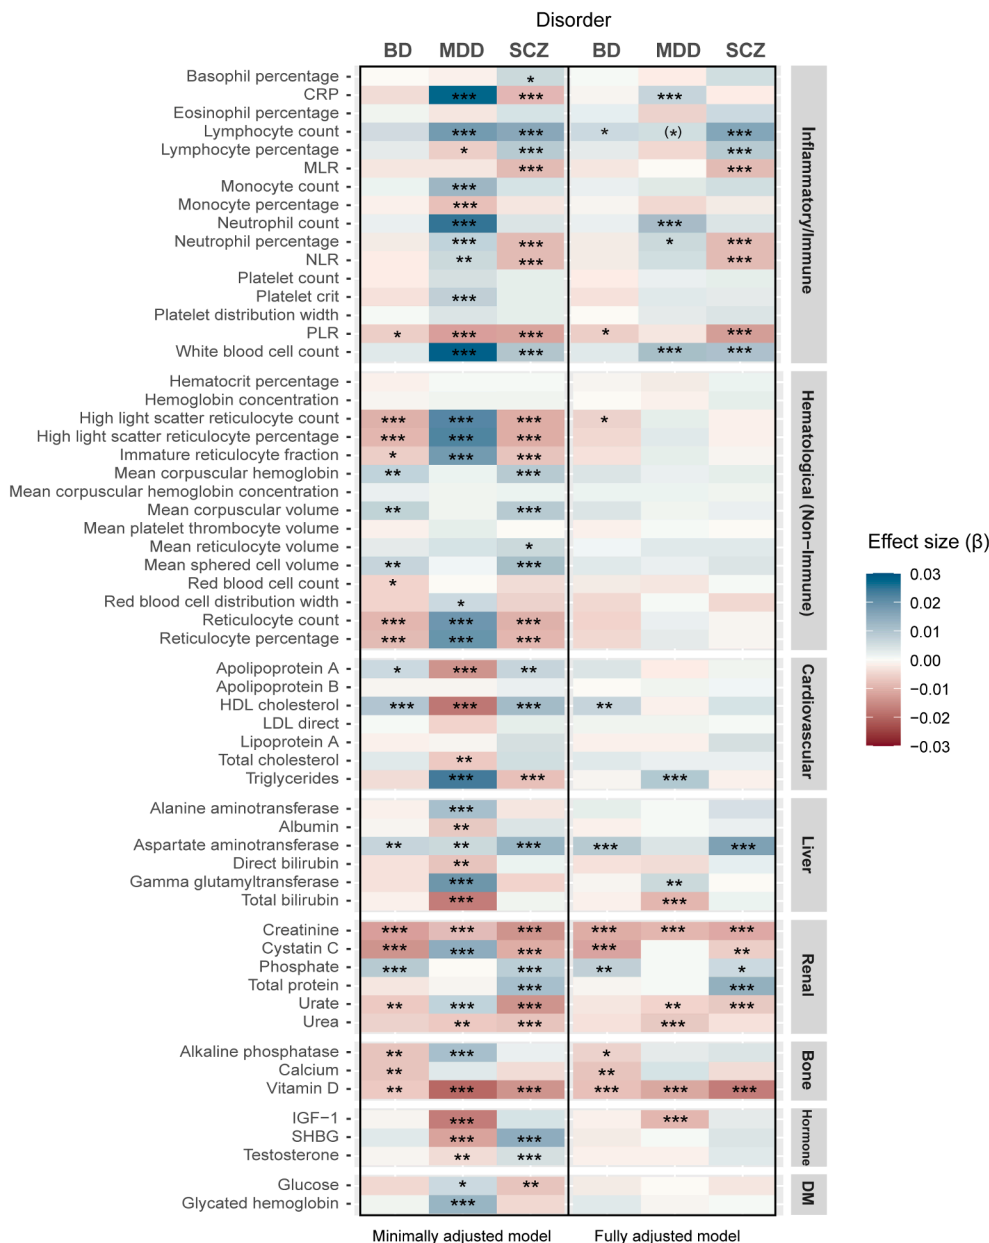 Disorder
BD MDD SCZ BD MDD SCZ
Basophil percentage *
CRP *** *** ***
Eosinophil percentage
Lymphocyte count *** *** * (*) ***
Lymphocyte percentage * *** ***
MLR *** ***
Monocyte count ***
Monocyte percentage ***
Neutrophil count *** ***
Neutrophil percentage *** *** * ***
NLR ** *** ***
Platelet count
Platelet crit ***
Platelet distribution width
PLR * *** *** * ***
White blood cell count *** *** *** ***
Inflammatory/Immune
Hematocrit percentage
Hemoglobin concentration
High light scatter reticulocyte count *** *** *** *
High light scatter reticulocyte percentage *** *** ***
Immature reticulocyte fraction * *** ***
Mean corpuscular hemoglobin ** ***
Mean corpuscular hemoglobin concentration
Mean corpuscular volume ** ***
Mean platelet thrombocyte volume
Mean reticulocyte volume *
Mean sphered cell volume ** ***
Red blood cell count *
Red blood cell distribution width *
Reticulocyte count *** *** ***
Reticulocyte percentage *** *** ***
Hematological (Non−Immune)
Apolipoprotein A * *** **
Apolipoprotein B
HDL cholesterol *** *** *** **
LDL direct
Lipoprotein A
Total cholesterol **
Triglycerides *** *** ***
Cardiovascular
Alanine aminotransferase ***
Albumin **
Aspartate aminotransferase ** ** *** *** ***
Direct bilirubin **
Gamma glutamyltransferase *** **
Total bilirubin *** ***
Liver
Creatinine *** *** *** *** *** ***
Cystatin C *** *** *** *** **
Phosphate *** *** ** *
Total protein *** ***
Urate ** *** *** ** ***
Urea ** *** ***
Renal
Alkaline phosphatase ** *** *
Calcium ** **
Vitamin D ** *** *** *** *** ***
Bone
IGF−1 *** ***
SHBG *** ***
Testosterone ** ***
Hormone
Glucose * **
Glycated hemoglobin ***
DM
Minimally adjusted model Fully adjusted model
Effect size (β)
0.03
0.02
0.01
0.00
−0.01
−0.02
−0.03